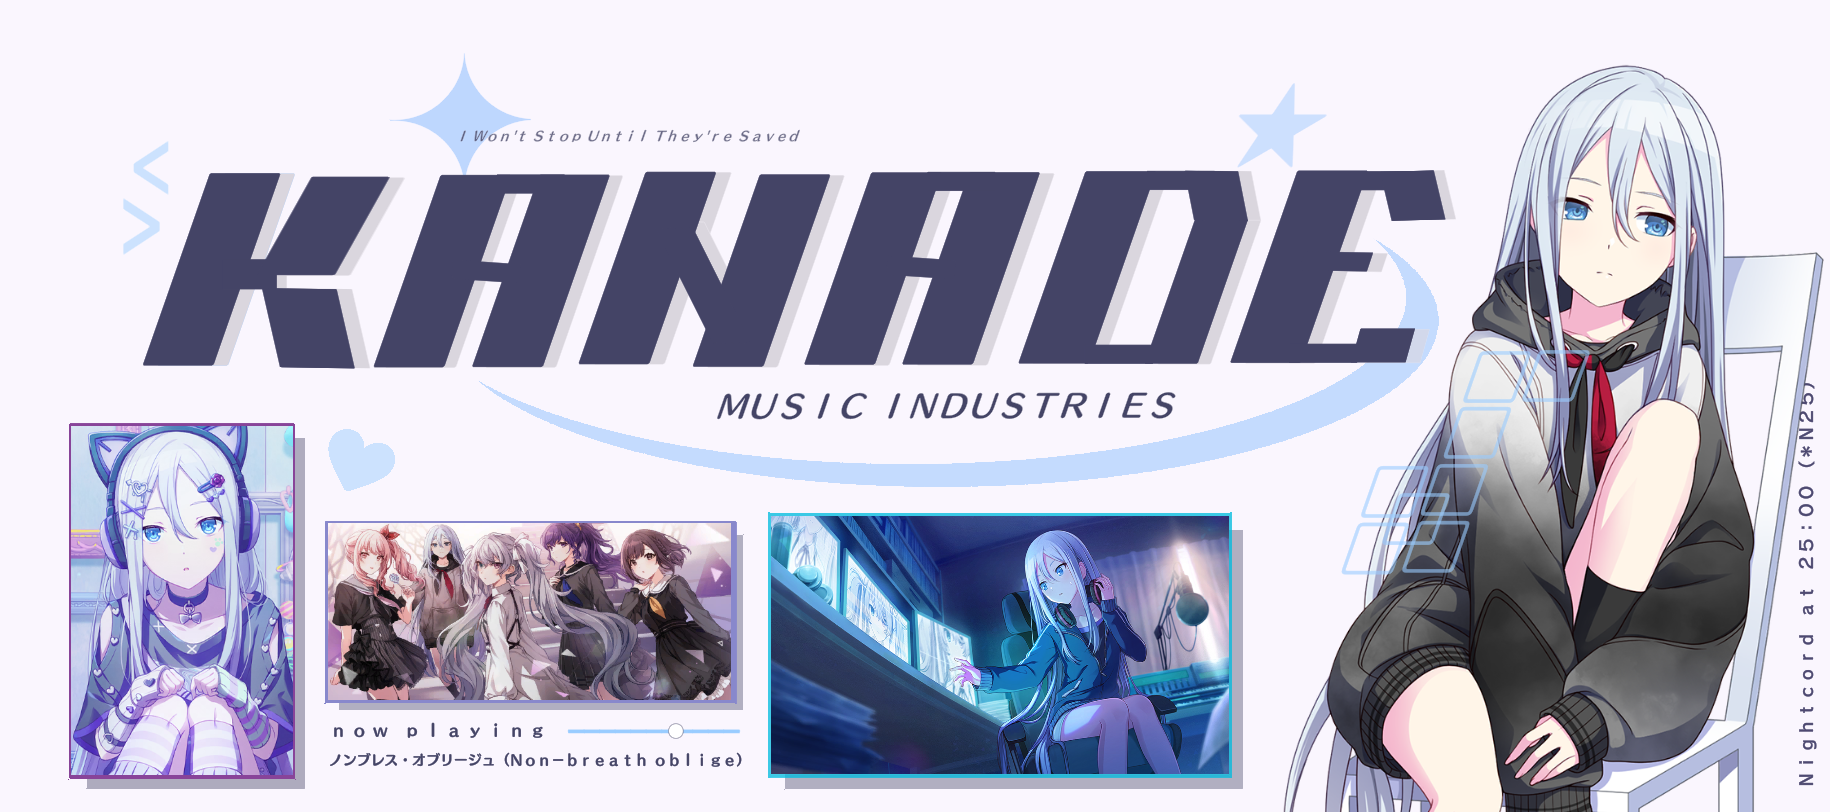 I Won't Stop Until They're Saved
KANADE
MUSIC INDUSTRIES
now playing
ノンブレス・オブリージュ (Non-breath oblige)
Nightcord at 25:00 (*N25)